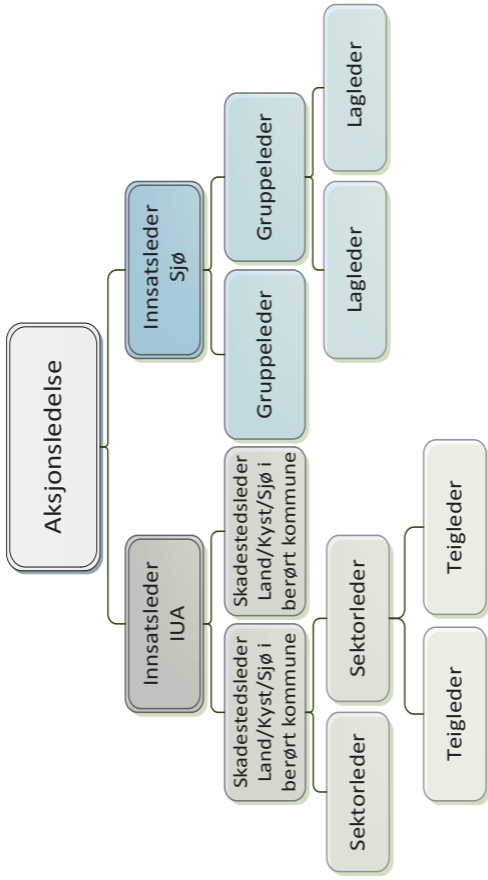 Aksjonsledelse
Innsatsleder
IUA
Innsatsleder
Sjø
Skadestedsleder
Land/Kyst/Sjø i
berørt kommune
Skadestedsleder
Land/Kyst/Sjø i
berørt kommune
Gruppeleder
Gruppeleder
Sektorleder
Sektorleder
Lagleder
Lagleder
Teigleder
Teigleder